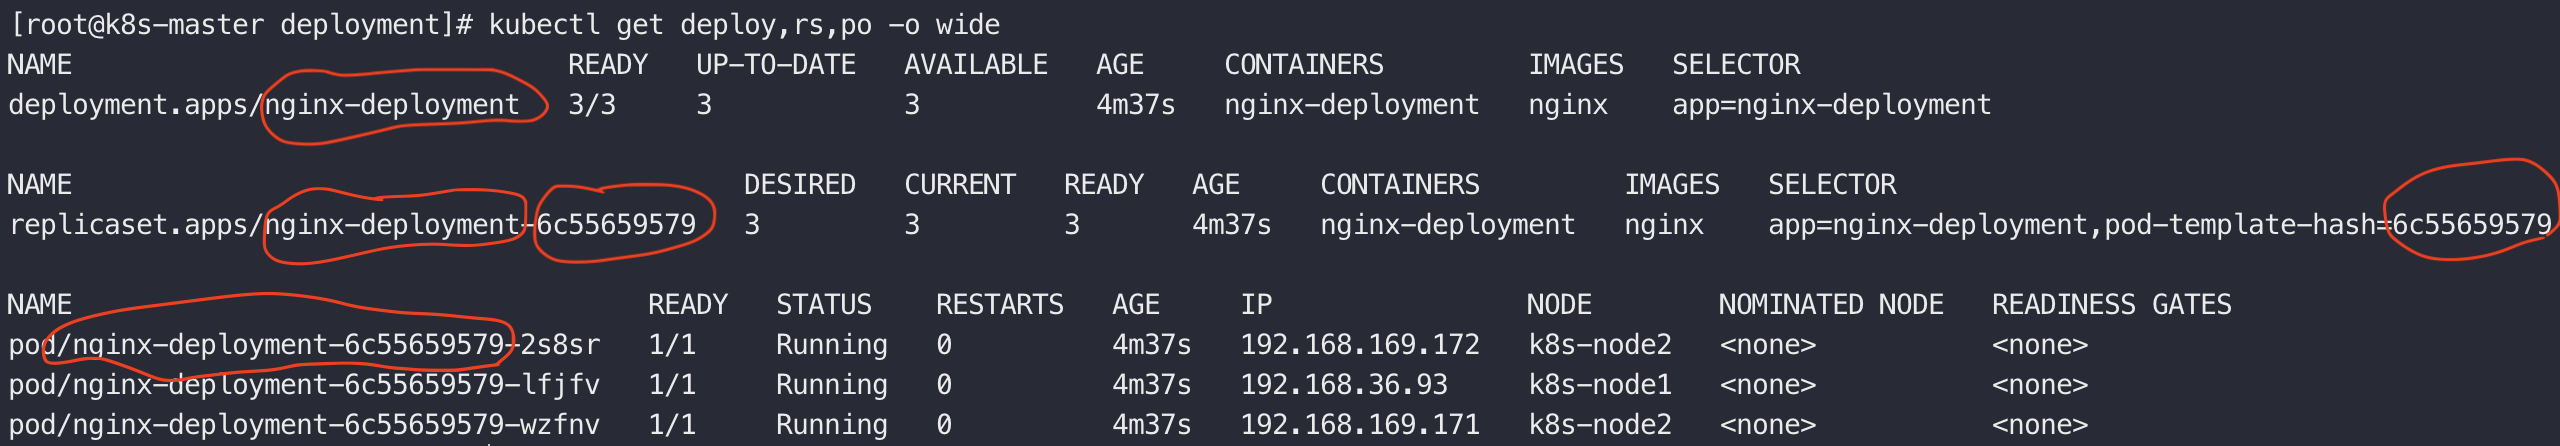 [root@k8s-master deployment]# kubectl get deploy,rs,po -o wide
NAME READY UP-TO-DATE AVAILABLE AGE CONTAINERS IMAGES SELECTOR
deployment.apps/nginx-deployment 3/3 3 3 4m37s nginx-deployment nginx app=nginx-deployment
NAME DESIRED CURRENT READY AGE CONTAINERS IMAGES SELECTOR
replicaset.apps/nginx-deployment-6c55659579 3 3 3 4m37s nginx-deployment nginx app=nginx-deployment,pod-template-hash=6c55659579
NAME READY STATUS RESTARTS AGE IP NODE NOMINATED NODE READINESS GATES
pod/nginx-deployment-6c55659579-2s8sr 1/1 Running 0 4m37s 192.168.169.172 k8s-node2 <none> <none>
pod/nginx-deployment-6c55659579-lfjfv 1/1 Running 0 4m37s 192.168.36.93 k8s-node1 <none> <none>
pod/nginx-deployment-6c55659579-wzfnv 1/1 Running 0 4m37s 192.168.169.171 k8s-node2 <none> <none>